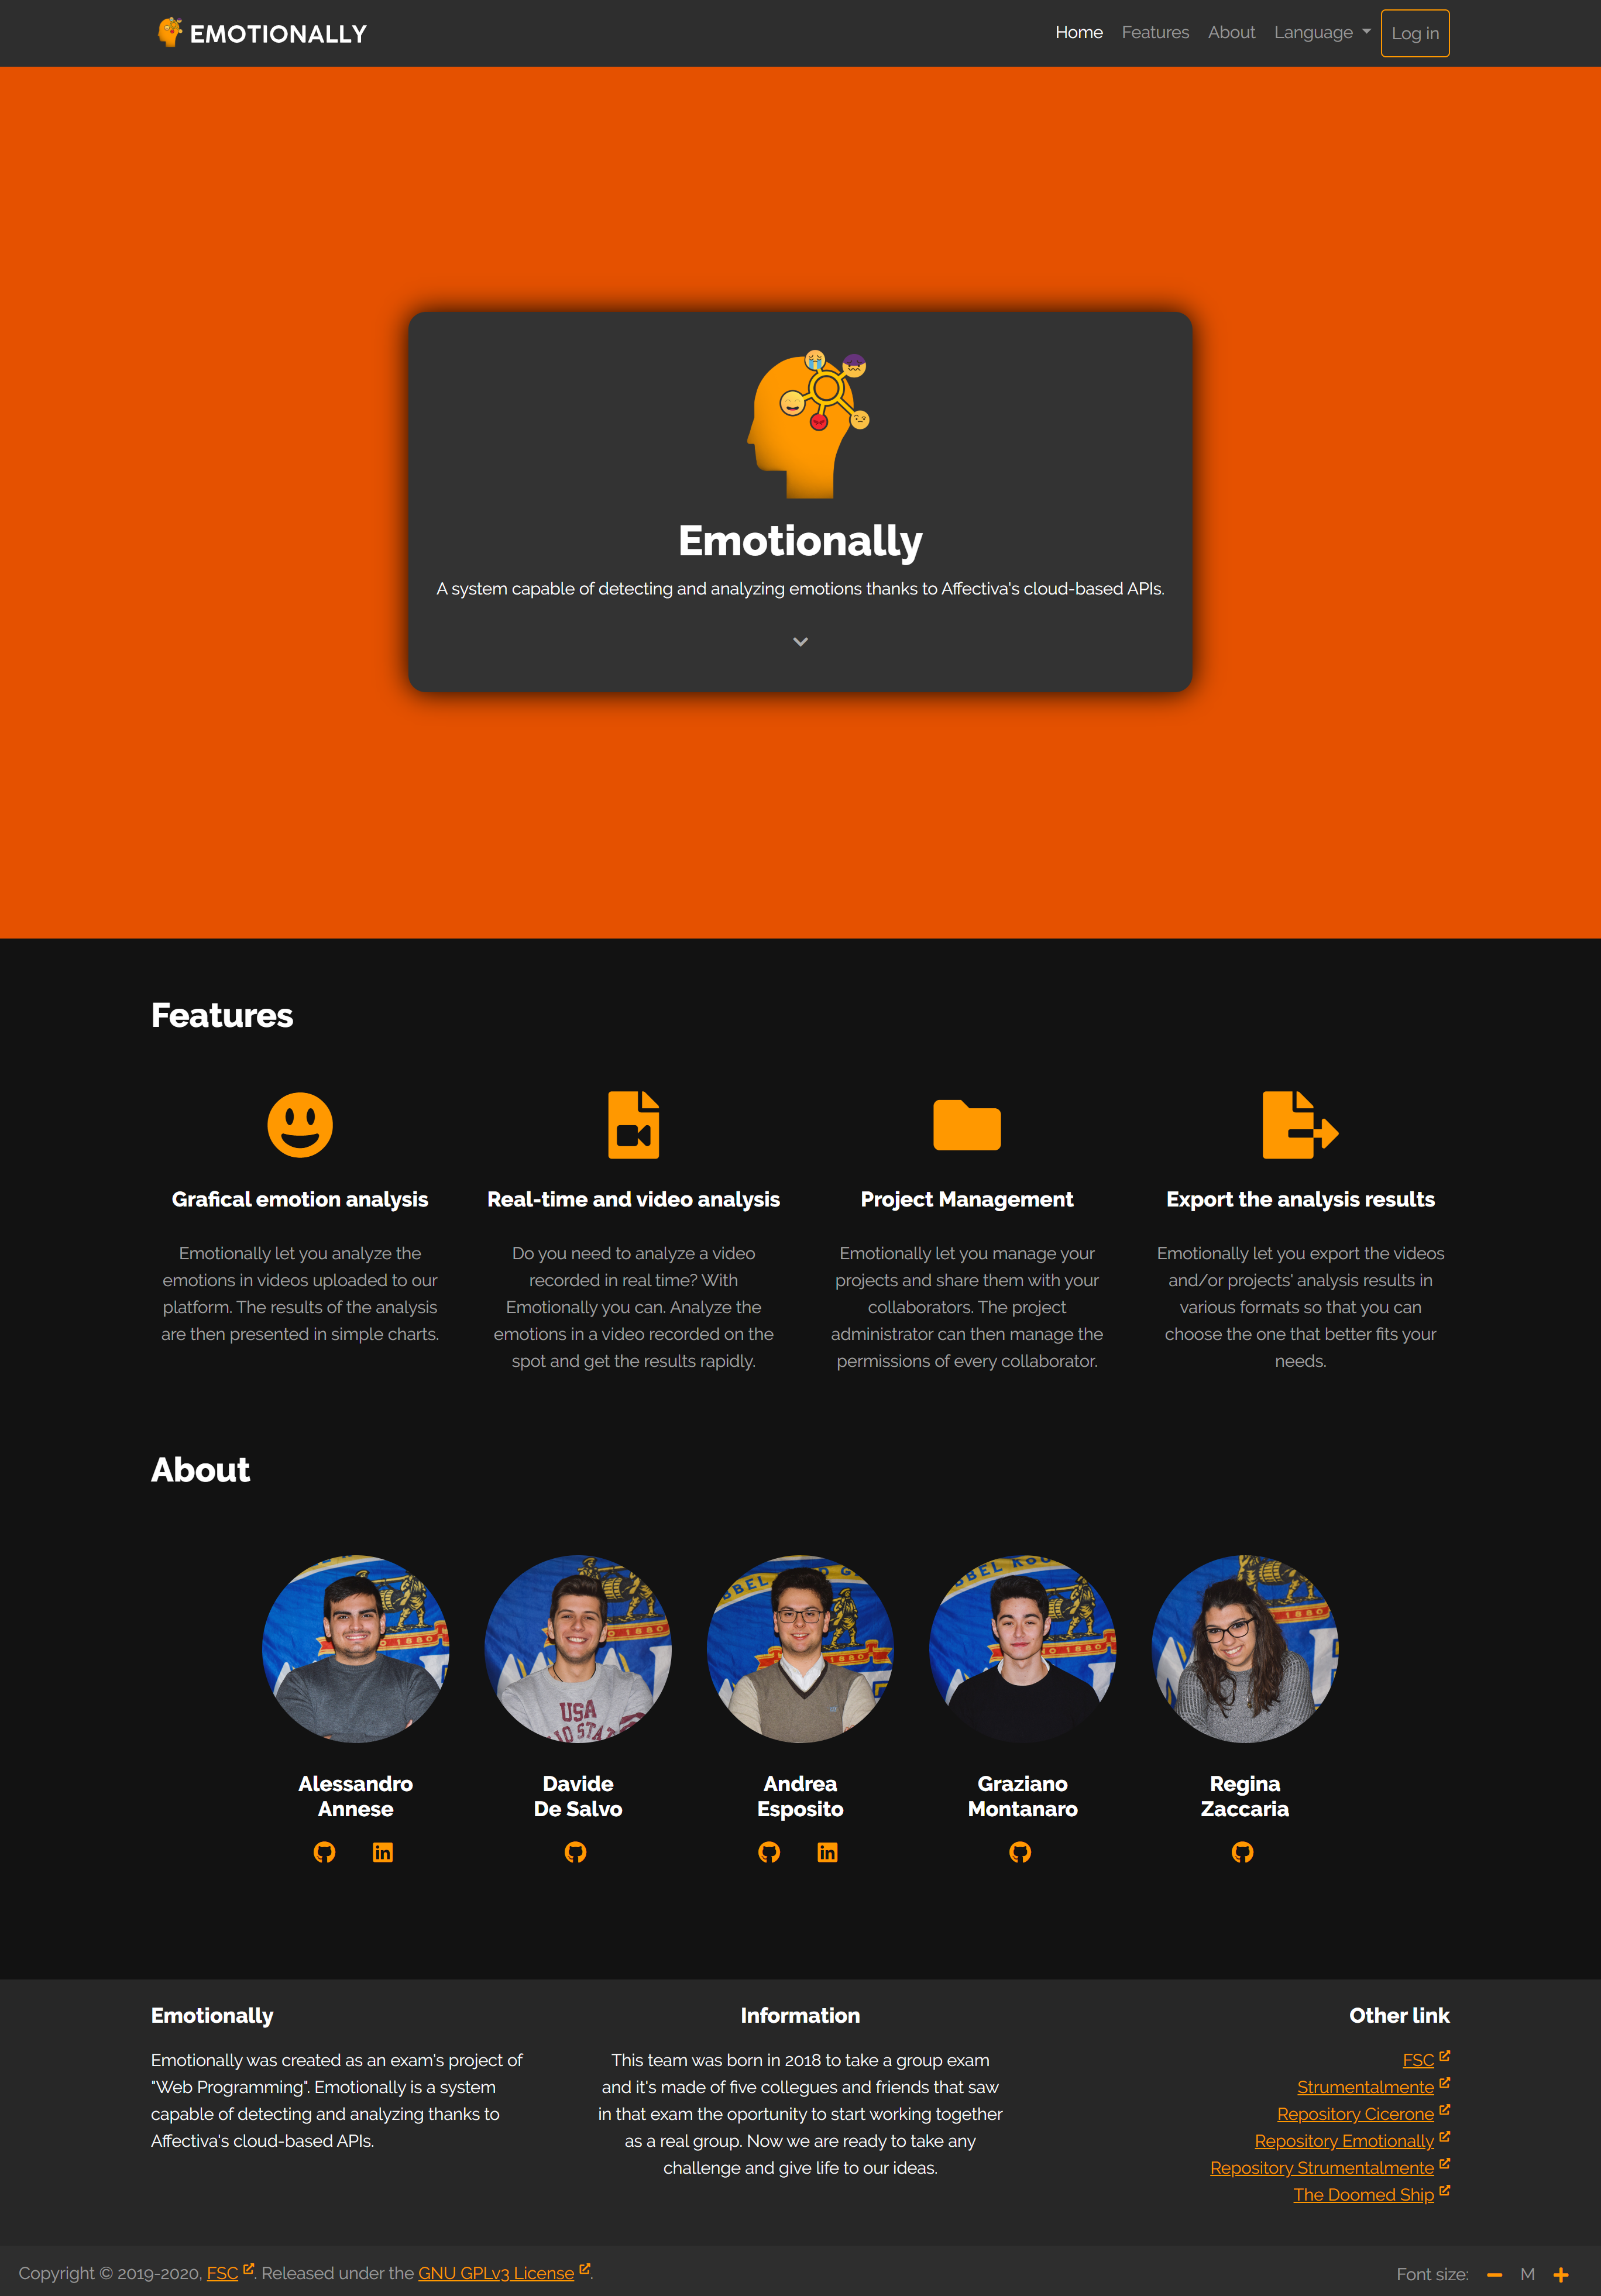 EMOTIONALLY
Home Features About Language Log in
Emotionally
A system capable of detecting and analyzing emotions thanks to Affectiva's cloud-based APIs.
Features
Grafical emotion analysis
Emotionally let you analyze the
emotions in videos uploaded to our
platform. The results of the analysis
are then presented in simple charts.
Real-time and video analysis
Do you need to analyze a video
recorded in real time? With
Emotionally you can. Analyze the
emotions in a video recorded on the
spot and get the results rapidly.
Project Management
Emotionally let you manage your
projects and share them with your
collaborators. The project
administrator can then manage the
permissions of every collaborator.
Export the analysis results
Emotionally let you export the videos
and/or projects' analysis results in
various formats so that you can
choose the one that better fits your
needs.
About
1880
USA
1880
Alessandro
Annese
Davide
De Salvo
Andrea
Esposito
Graziano
Montanaro
Regina
Zaccaria
Emotionally
Emotionally was created as an exam's project of
"Web Programming". Emotionally is a system
capable of detecting and analyzing thanks to
Affectiva's cloud-based APIs.
Information
This team was born in 2018 to take a group exam
and it's made of five collegues and friends that saw
in that exam the oportunity to start working together
as a real group. Now we are ready to take any
challenge and give life to our ideas.
Other link
FSC
Strumentalmente
Repository Cicerone
Repository Emotionally
Repository Strumentalmente
The Doomed Ship
Copyright © 2019-2020, FSC. Released under the GNU GPLv3 License.
Font size: M